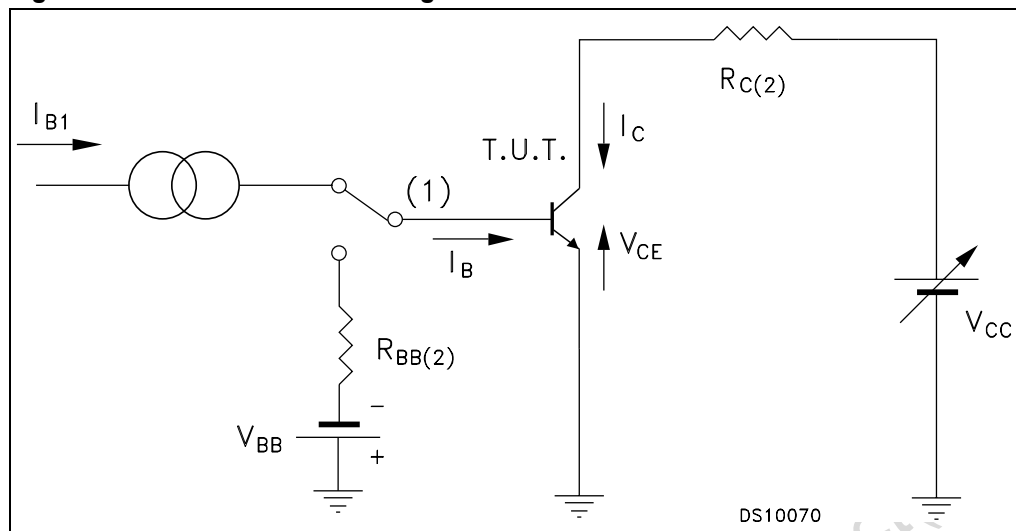 I_B1
T.U.T.
I_C
R_C(2)
(1)
I_B
V_CE
V_CC
R_BB(2)
V_BB
−
+
DS10070